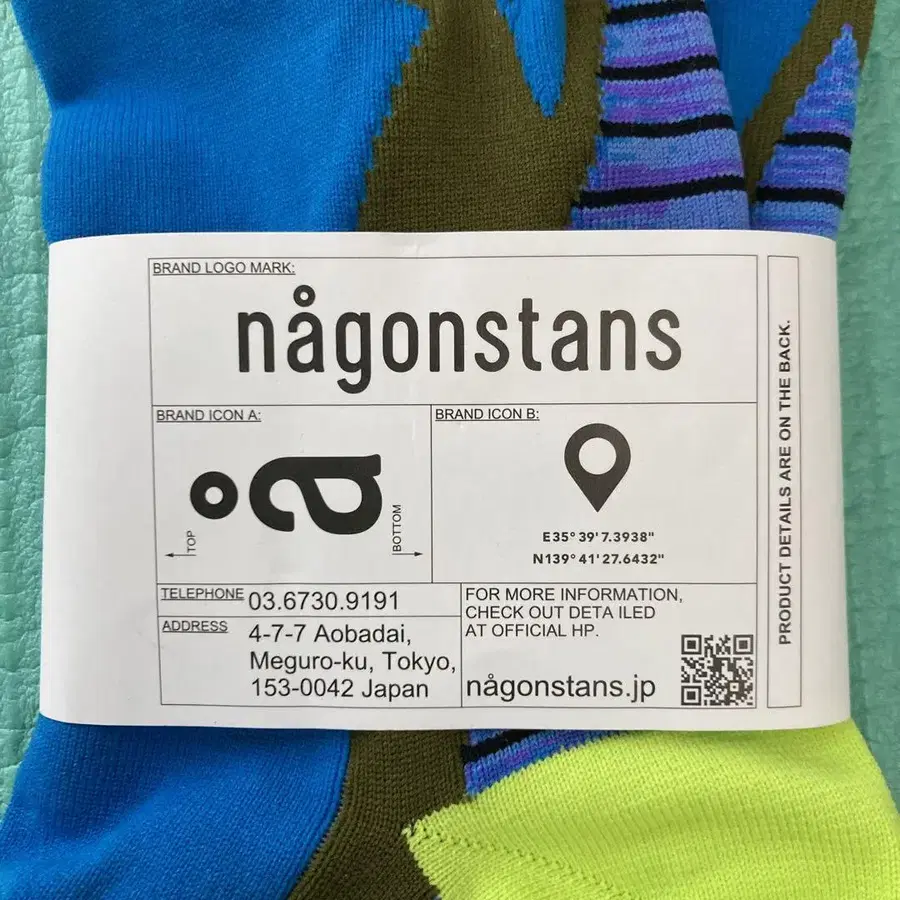 BRAND LOGO MARK:
någonstans
BRAND ICON A:
å
TOP
BOTTOM
BRAND ICON B:
E35° 39' 7.3938"
N139° 41' 27.6432"
TELEPHONE 03.6730.9191
ADDRESS 4-7-7 Aobadai,
Meguro-ku, Tokyo,
153-0042 Japan
FOR MORE INFORMATION,
CHECK OUT DETA ILED
AT OFFICIAL HP.
någonstans.jp
PRODUCT DETAILS ARE ON THE BACK.